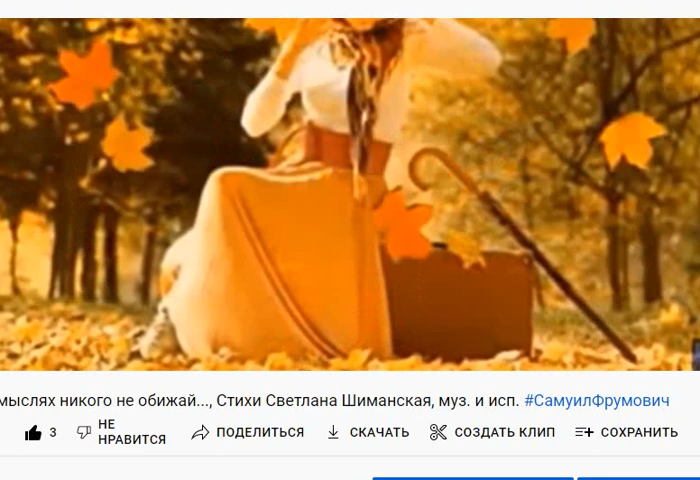 мыслях никого не обижай..., Стихи Светлана Шиманская, муз. и исп. #СамуилФрумович
3 НЕ НРАВИТСЯ ПОДЕЛИТЬСЯ СКАЧАТЬ СОЗДАТЬ КЛИП СОХРАНИТЬ